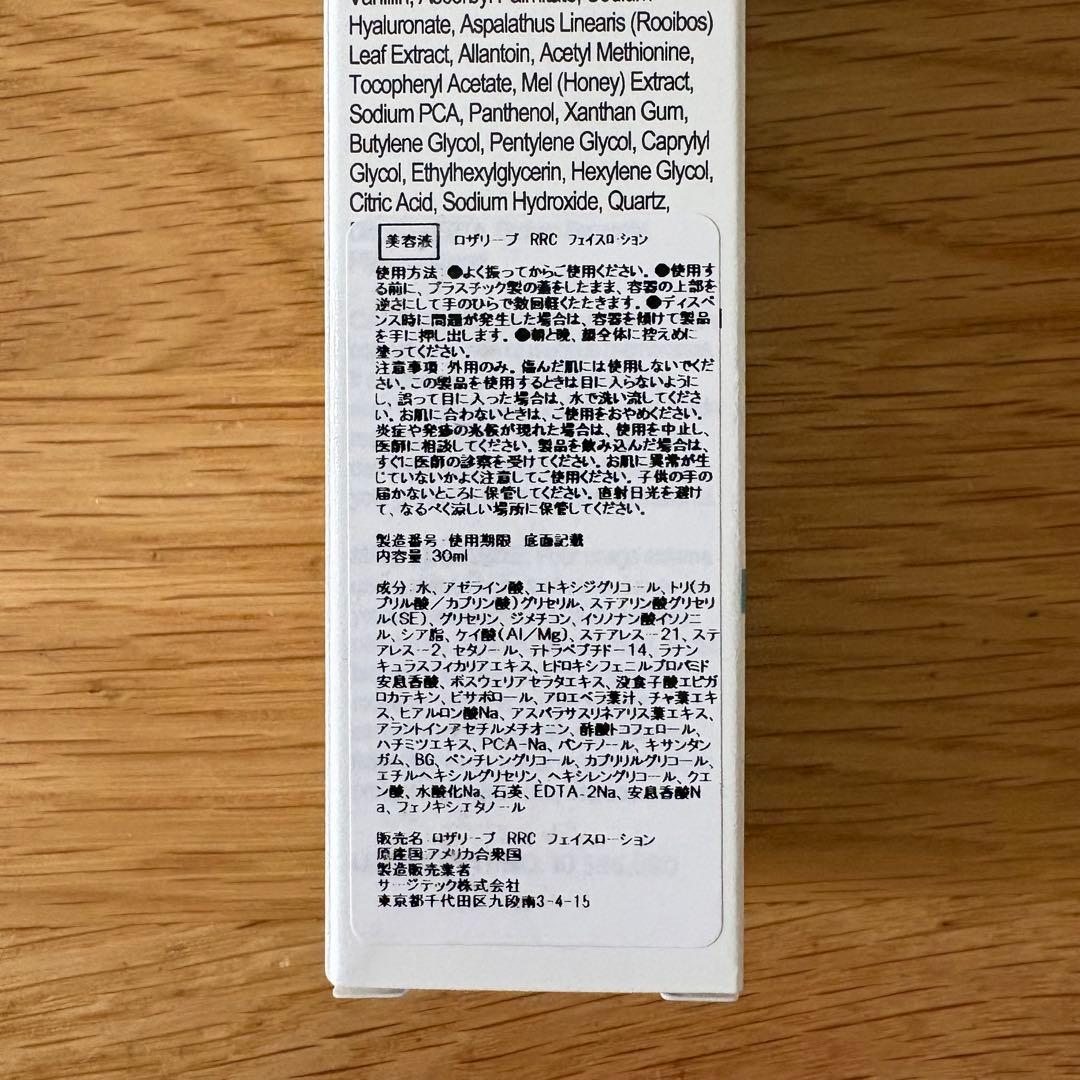 Vanillin, Ascorbyl Palmitate, Sodium
Hyaluronate, Aspalathus Linearis (Rooibos)
Leaf Extract, Allantoin, Acetyl Methionine,
Tocopheryl Acetate, Mel (Honey) Extract,
Sodium PCA, Panthenol, Xanthan Gum,
Butylene Glycol, Pentylene Glycol, Caprylyl
Glycol, Ethylhexylglycerin, Hexylene Glycol,
Citric Acid, Sodium Hydroxide, Quartz,
美容液 ロザリーブ RRC フェイスローション
使用方法:●よく振ってからご使用ください。●使用す
る前に、プラスチック製の蓋をしたまま、容器の上部を
逆さにして手のひらで数回軽くたたきます。●ディスペ
ンス時に問題が発生した場合は、容器を傾けて製品
を手に押し出します。●朝と晩、顔全体に控えめに
塗ってください。
注意事項:外用のみ。傷んだ肌には使用しないでくだ
さい。この製品を使用するときは目に入らないように
し、誤って目に入った場合は、水で洗い流してくださ
い。お肌に合わないときは、ご使用をおやめください。
炎症や発疹の兆候が現れた場合は、使用を中止し、
医師に相談してください。製品を飲み込んだ場合は、
すぐに医師の診察を受けてください。お肌に異常が生
じていないかよく注意してご使用ください。子供の手の
届かないところに保管してください。直射日光を避け
て、なるべく涼しい場所に保管してください。
製造番号・使用期限 底面記載
内容量:30ml
成分:水、アゼライン酸、エトキシジグリコール、トリ(カ
プリル酸/カプリン酸)グリセリル、ステアリン酸グリセリ
ル(SE)、グリセリン、ジメチコン、イソノナン酸イソノニ
ル、シア脂、ケイ酸(Al/Mg)、ステアレス-21、ステ
アレス-2、セタノール、テトラペプチド-14、ラナン
キュラスフィカリアエキス、ヒドロキシフェニルプロパミド
安息香酸、ボスウェリアセラタエキス、没食子酸エピガ
ロカテキン、ビサボロール、アロエベラ葉汁、チャ葉エキ
ス、ヒアルロン酸Na、アスパラサスリネアリス葉エキス、
アラントインアセチルメチオニン、酢酸トコフェロール、
ハチミツエキス、PCA-Na、パンテノール、キサンタン
ガム、BG、ペンチレングリコール、カプリリルグリコール、
エチルヘキシルグリセリン、ヘキシレングリコール、クエ
ン酸、水酸化Na、石英、EDTA-2Na、安息香酸N
a、フェノキシエタノール
販売名:ロザリーブ RRC フェイスローション
原産国:アメリカ合衆国
製造販売業者
サージテック株式会社
東京都千代田区九段南3-4-15